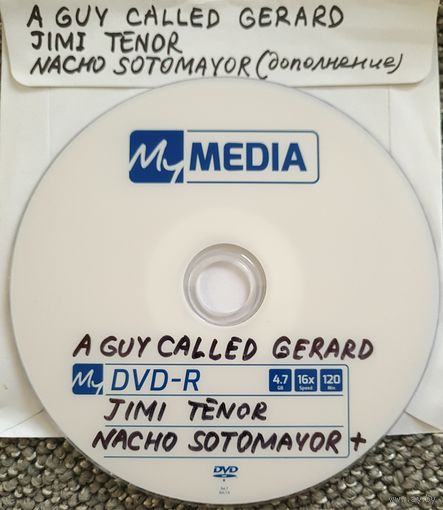 A GUY CALLED GERARD
JIMI TENOR
NACHO SOTOMAYOR (дополнение)
My MEDIA
A GUY CALLED GERARD
My DVD-R
4.7 GB 16x Speed 120 Min
JIMI TENOR
NACHO SOTOMAYOR +
DVD
R